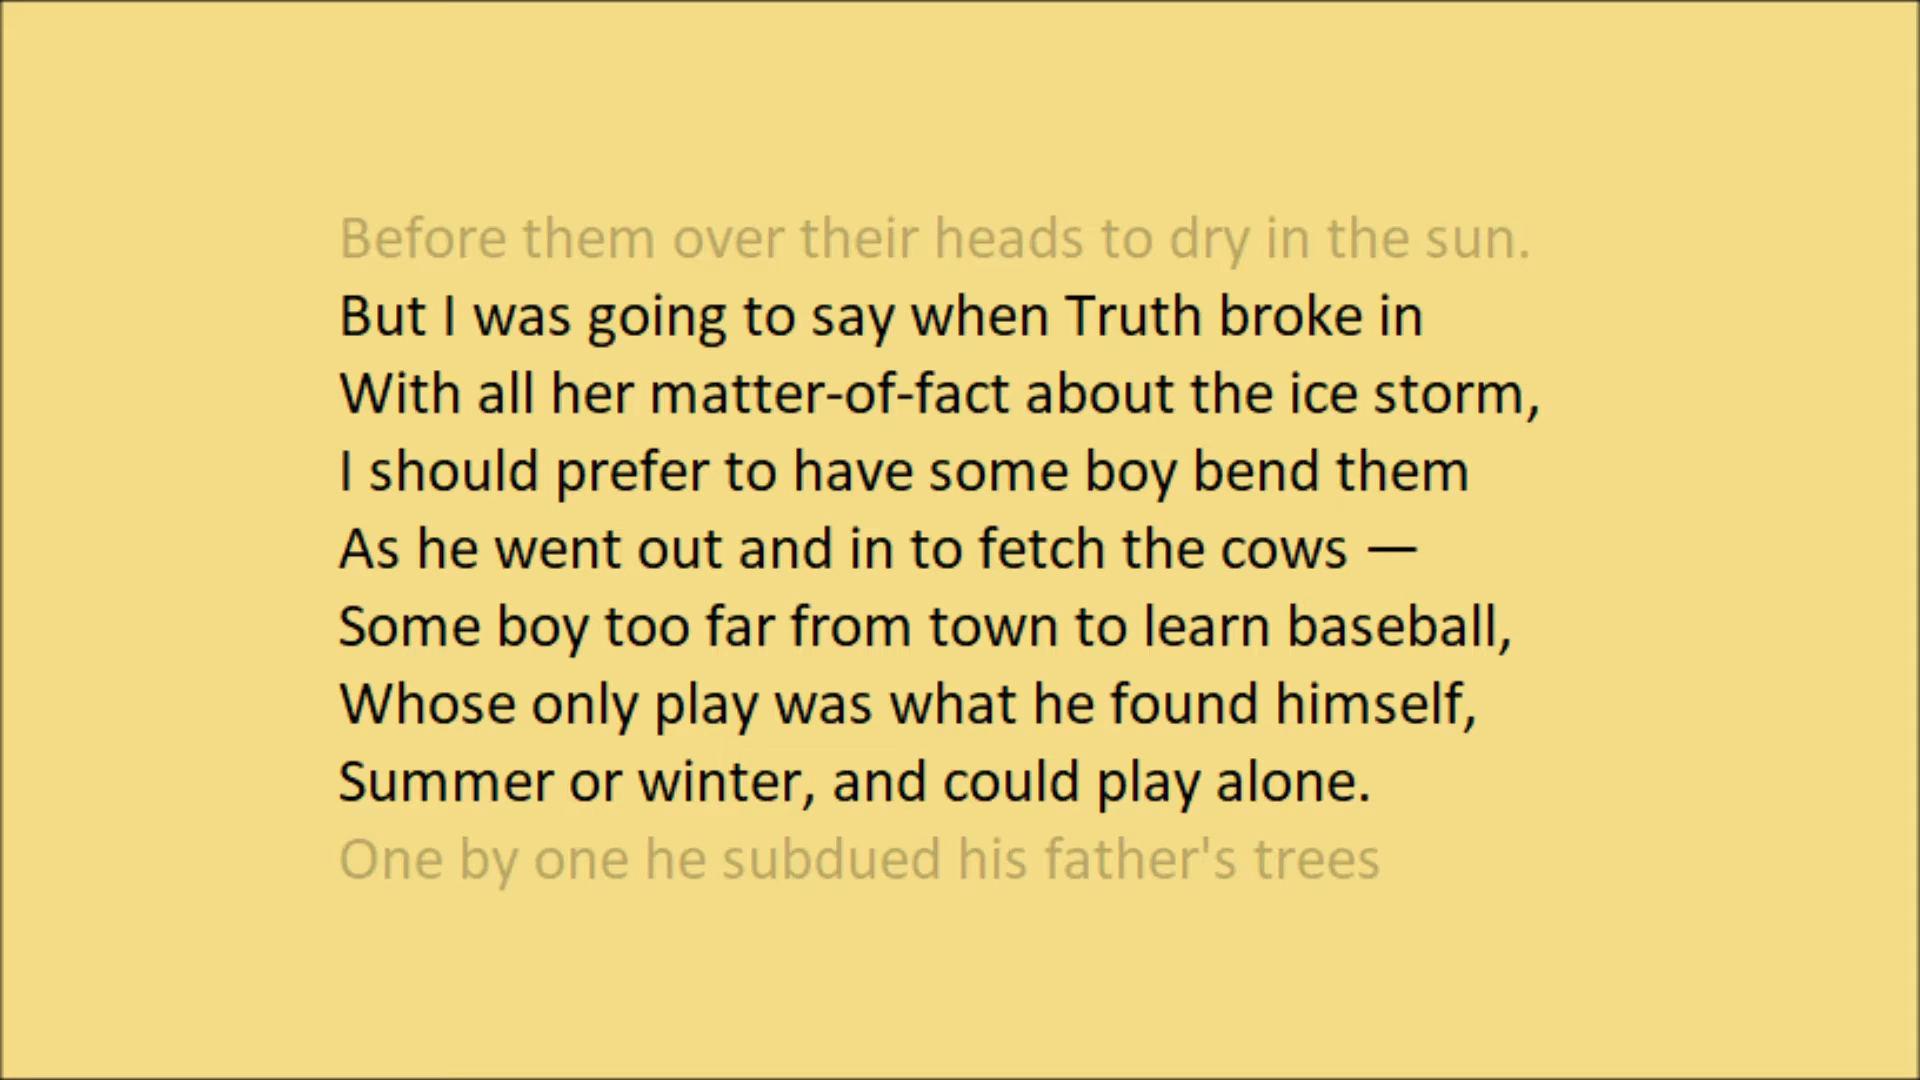 Before them over their heads to dry in the sun.
But I was going to say when Truth broke in
With all her matter-of-fact about the ice storm,
I should prefer to have some boy bend them
As he went out and in to fetch the cows —
Some boy too far from town to learn baseball,
Whose only play was what he found himself,
Summer or winter, and could play alone.
One by one he subdued his father's trees